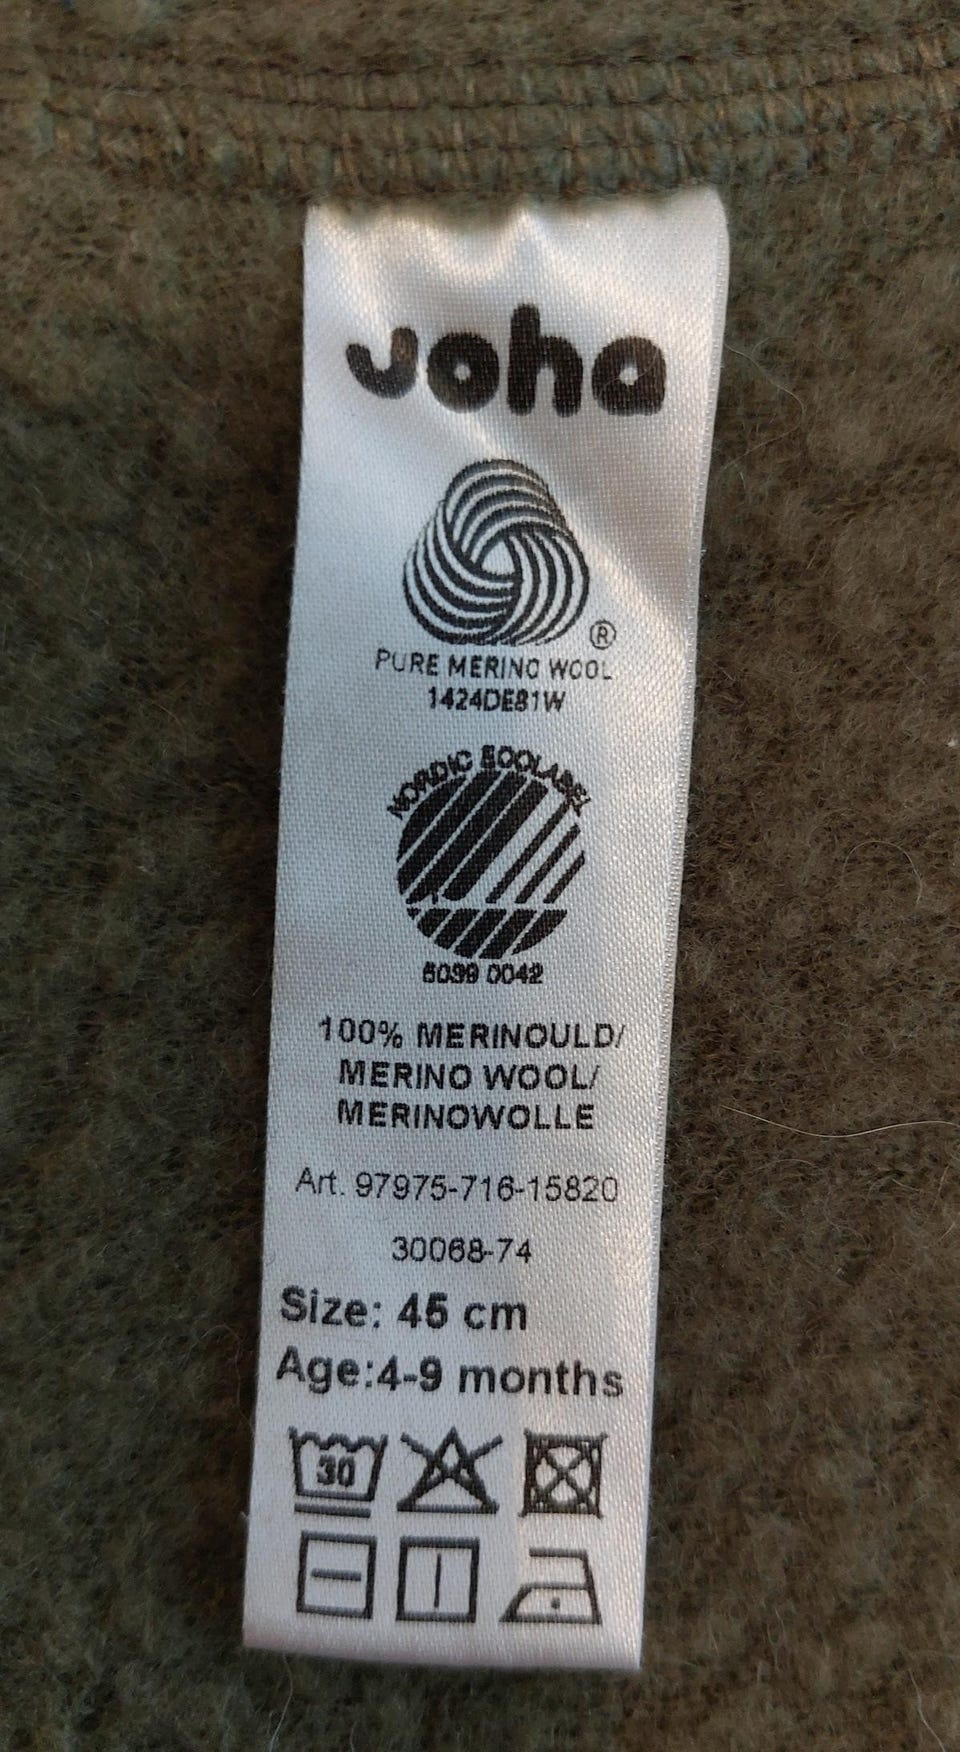 Joha
®
PURE MERINO WOOL
1424DE81W
NORDIC ECOLABEL
5039 0042
100% MERINOULD/
MERINO WOOL/
MERINOWOLLE
Art. 97975-716-15820
30068-74
Size: 45 cm
Age:4-9 months
30